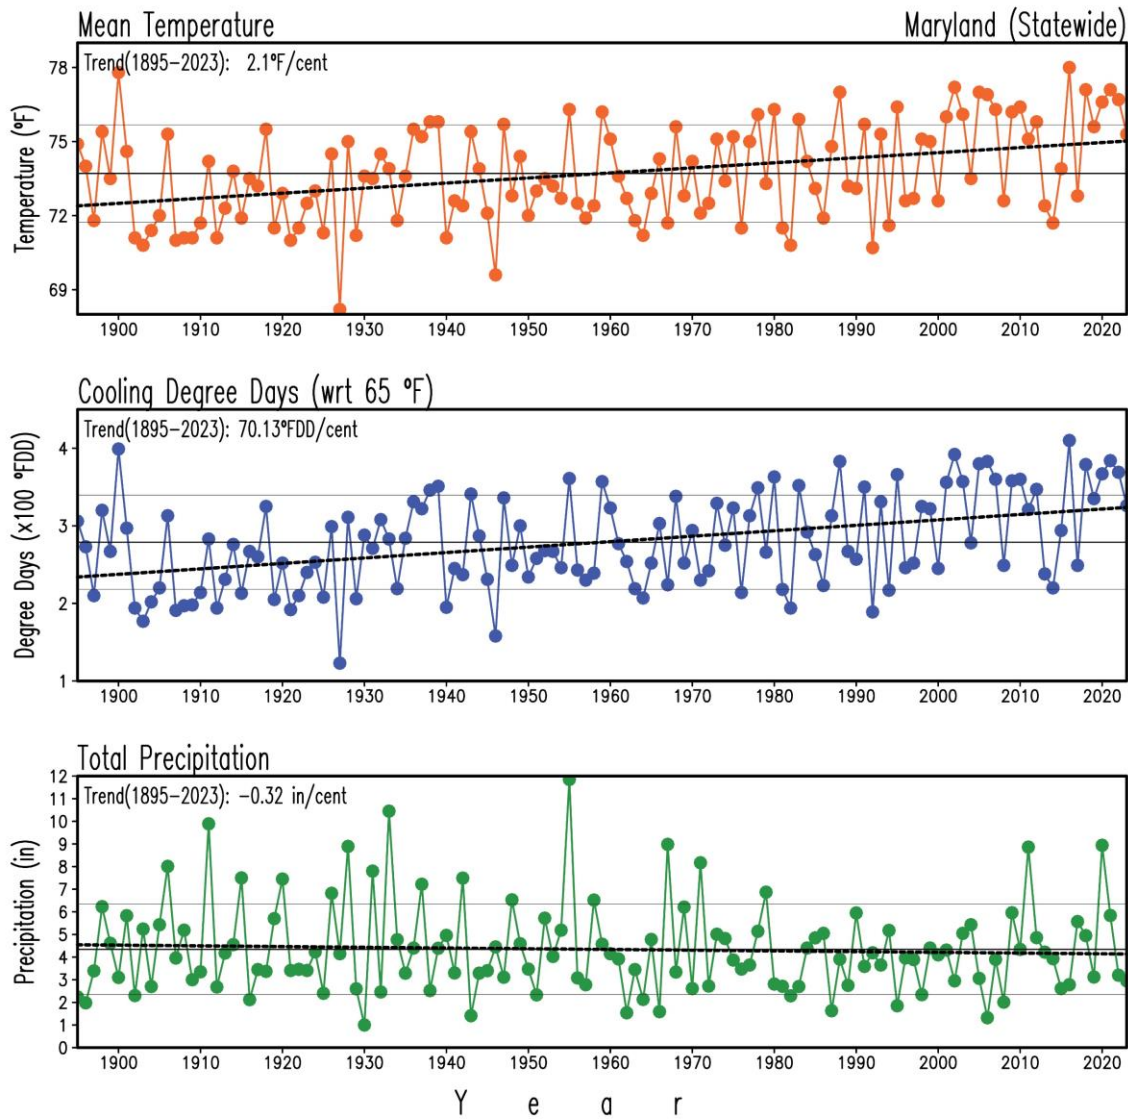 Mean Temperature Maryland (Statewide)
Trend(1895–2023): 2.1°F/cent
Temperature (°F)
78
75
72
69
1900 1910 1920 1930 1940 1950 1960 1970 1980 1990 2000 2010 2020
Cooling Degree Days (wrt 65 °F)
Trend(1895–2023): 70.13°FDD/cent
Degree Days (x100 °FDD)
4
3
2
1
1900 1910 1920 1930 1940 1950 1960 1970 1980 1990 2000 2010 2020
Total Precipitation
Trend(1895–2023): −0.32 in/cent
Precipitation (in)
12
11
10
9
8
7
6
5
4
3
2
1
0
1900 1910 1920 1930 1940 1950 1960 1970 1980 1990 2000 2010 2020
Y e a r